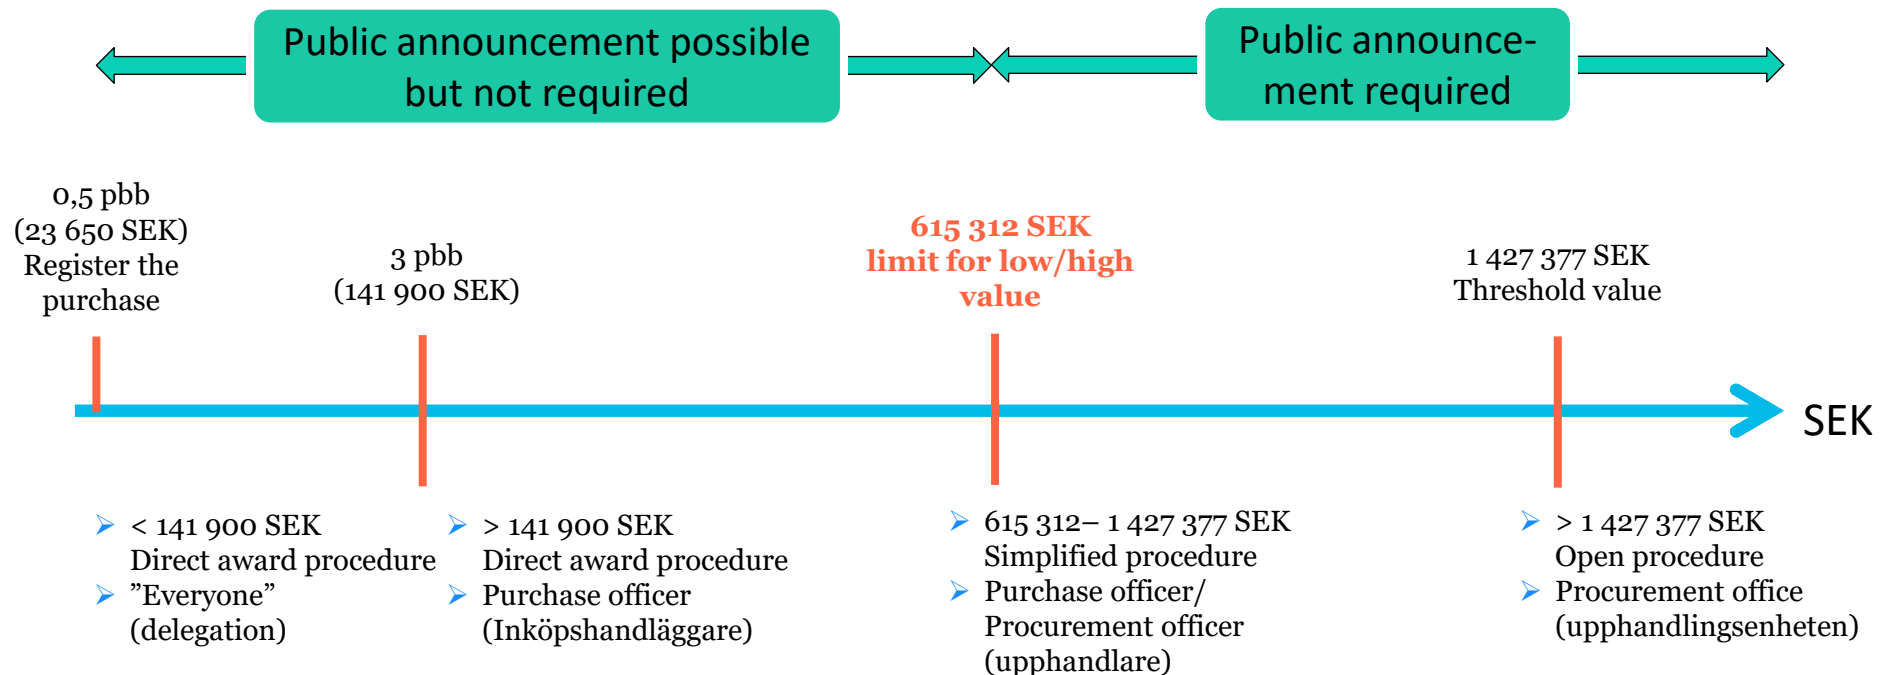 Public announcement possible
but not required
Public announce-
ment required
0,5 pbb
(23 650 SEK)
Register the
purchase
3 pbb
(141 900 SEK)
615 312 SEK
limit for low/high
value
1 427 377 SEK
Threshold value
SEK
< 141 900 SEK
Direct award procedure
”Everyone”
(delegation)
> 141 900 SEK
Direct award procedure
Purchase officer
(Inköpshandläggare)
615 312– 1 427 377 SEK
Simplified procedure
Purchase officer/
Procurement officer
(upphandlare)
> 1 427 377 SEK
Open procedure
Procurement office
(upphandlingsenheten)